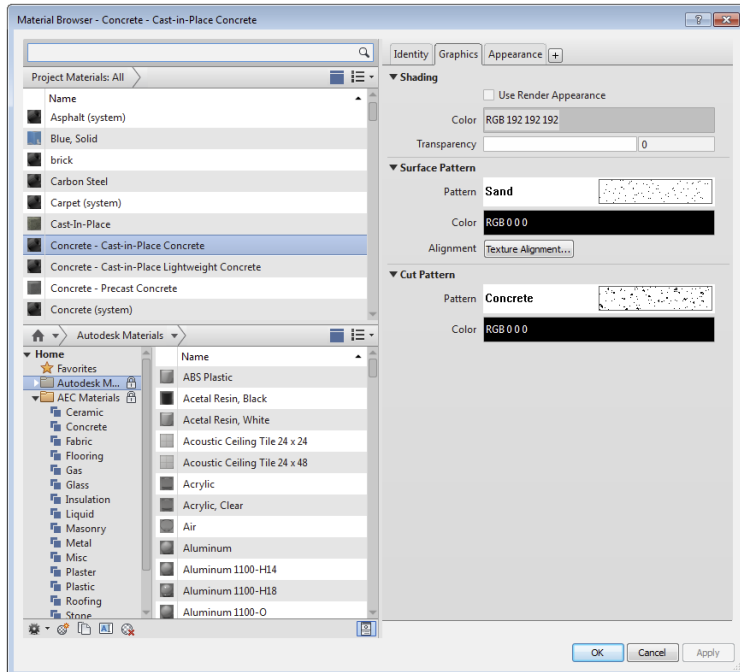 Material Browser - Concrete - Cast-in-Place Concrete
Project Materials: All
Name
Asphalt (system)
Blue, Solid
brick
Carbon Steel
Carpet (system)
Cast-In-Place
Concrete - Cast-in-Place Concrete
Concrete - Cast-in-Place Lightweight Concrete
Concrete - Precast Concrete
Concrete (system)
Autodesk Materials
Home
Favorites
Autodesk M...
AEC Materials
Ceramic
Concrete
Fabric
Flooring
Gas
Glass
Insulation
Liquid
Masonry
Metal
Misc
Plaster
Plastic
Roofing
Stone
Name
ABS Plastic
Acetal Resin, Black
Acetal Resin, White
Acoustic Ceiling Tile 24 x 24
Acoustic Ceiling Tile 24 x 48
Acrylic
Acrylic, Clear
Air
Aluminum
Aluminum 1100-H14
Aluminum 1100-H18
Aluminum 1100-O
Identity Graphics Appearance +
Shading
Use Render Appearance
Color RGB 192 192 192
Transparency 0
Surface Pattern
Pattern Sand
Color RGB 0 0 0
Alignment Texture Alignment...
Cut Pattern
Pattern Concrete
Color RGB 0 0 0
OK Cancel Apply